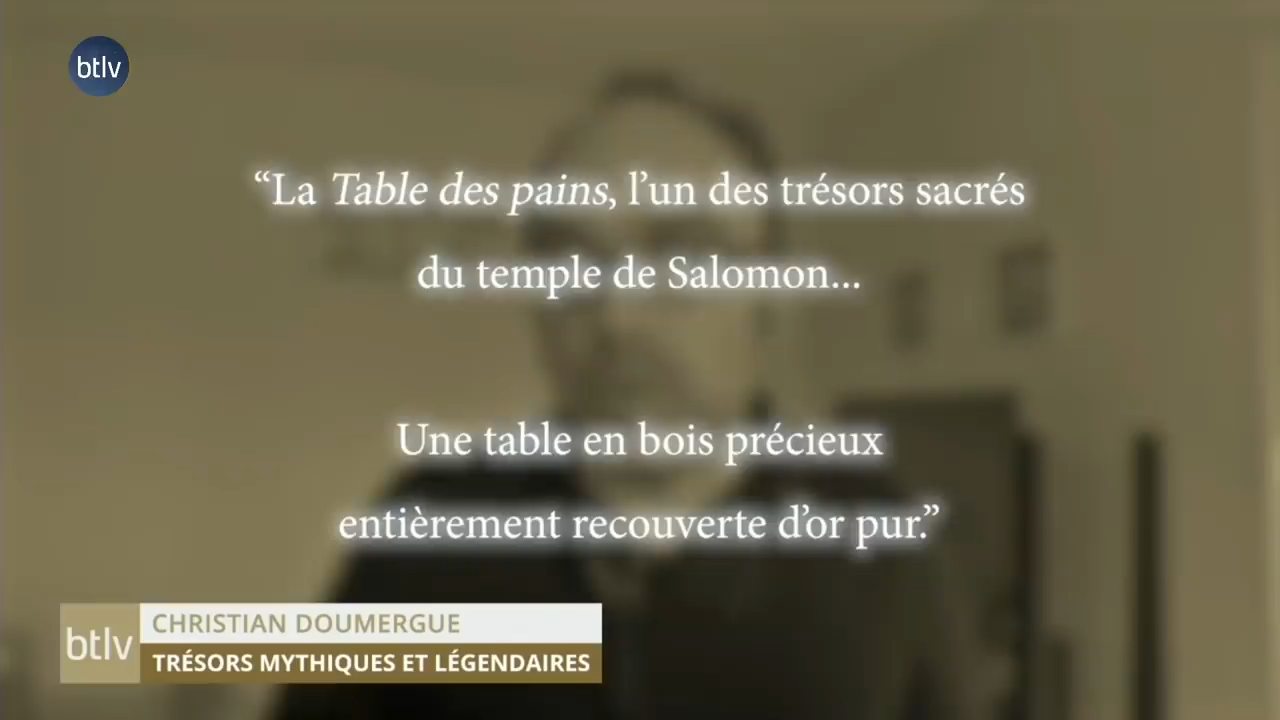 btlv
“La Table des pains, l’un des trésors sacrés
du temple de Salomon...
Une table en bois précieux
entièrement recouverte d’or pur.”
btlv
CHRISTIAN DOUMERGUE
TRÉSORS MYTHIQUES ET LÉGENDAIRES